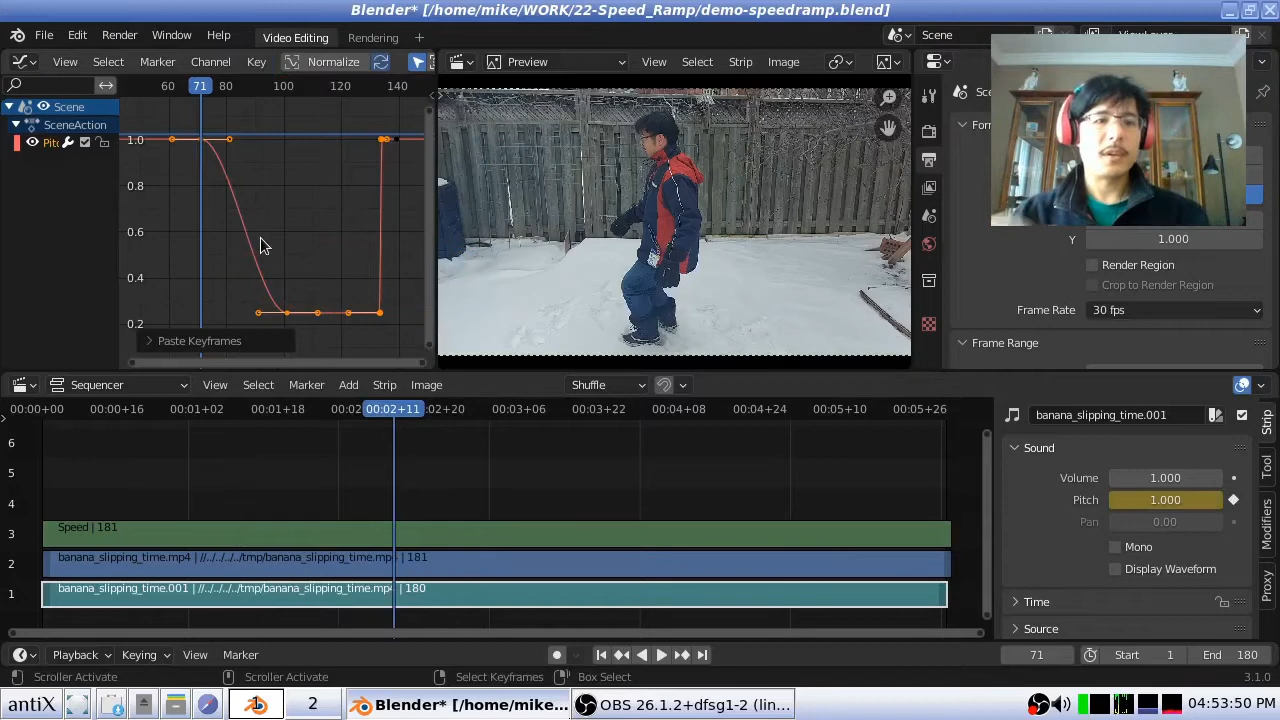 Blender* [/home/mike/WORK/22-Speed_Ramp/demo-speedramp.blend]
File Edit Render Window Help Video Editing Rendering + Scene
View Select Marker Channel Key Normalize Preview View Select Strip Image
60 71 80 100 120 140
Scene
SceneAction
1.0
0.8
0.6
0.4
0.2
Paste Keyframes
Y 1.000
Render Region
Crop to Render Region
Frame Rate 30 fps
Frame Range
Sequencer View Select Marker Add Strip Image Shuffle
00:00+00 00:00+16 00:01+02 00:01+18 00:02 00:02+11 00:02+20 00:03+06 00:03+22 00:04+08 00:04+24 00:05+10 00:05+26
6
5
4
3
2
1
Speed | 181
banana_slipping_time.mp4 | //../../../../tmp/banana_slipping_time.mp | 181
banana_slipping_time.001 | //../../../../tmp/banana_slipping_time.mp4 | 180
banana_slipping_time.001
Sound
Volume 1.000
Pitch 1.000
Pan 0.00
Mono
Display Waveform
Time
Source
Strip
Tool
Modifiers
Proxy
Playback Keying View Marker 71 Start 1 End 180
Scroller Activate Scroller Activate Select Keyframes Box Select 3.1.0
antiX 1 2 Blender* [/home/mike... OBS 26.1.2+dfsg1-2 (lin... 04:53:50 PM